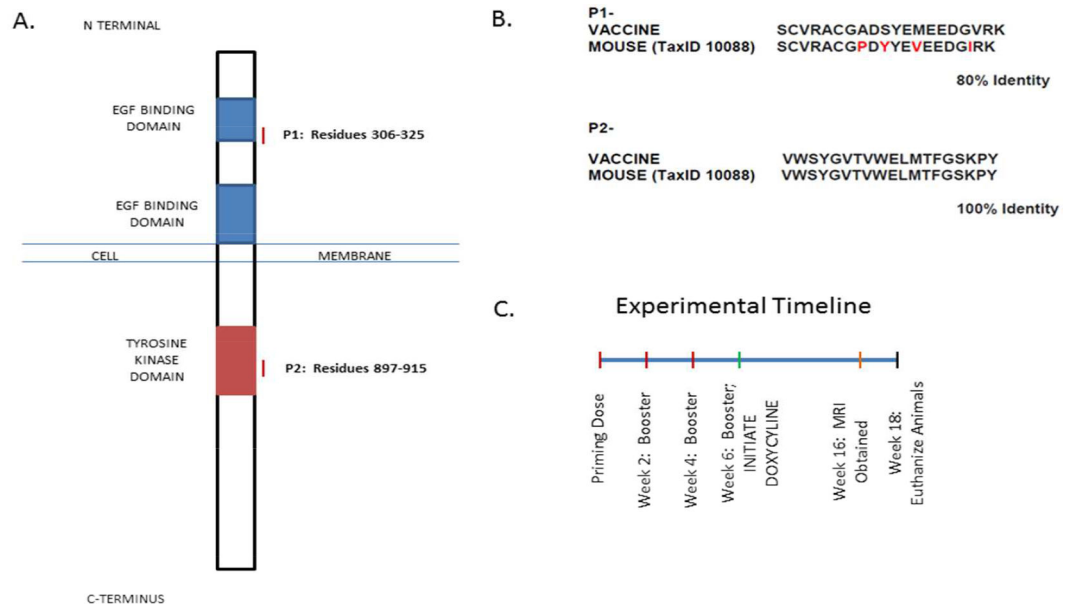 A.
N TERMINAL
EGF BINDING
DOMAIN
P1: Residues 306-325
EGF BINDING
DOMAIN
CELL
MEMBRANE
TYROSINE
KINASE
DOMAIN
P2: Residues 897-915
C-TERMINUS
B.
P1-
VACCINE SCVRACGADSYEMEEDGVRK
MOUSE (TaxID 10088) SCVRACGPDYYEVEEDGIRK
80% Identity
P2-
VACCINE VWSYGVTVWELMTFGSKPY
MOUSE (TaxID 10088) VWSYGVTVWELMTFGSKPY
100% Identity
C.
Experimental Timeline
Priming Dose
Week 2: Booster
Week 4: Booster
Week 6: Booster;
INITIATE
DOXYCYLINE
Week 16: MRI
Obtained
Week 18:
Euthanize Animals